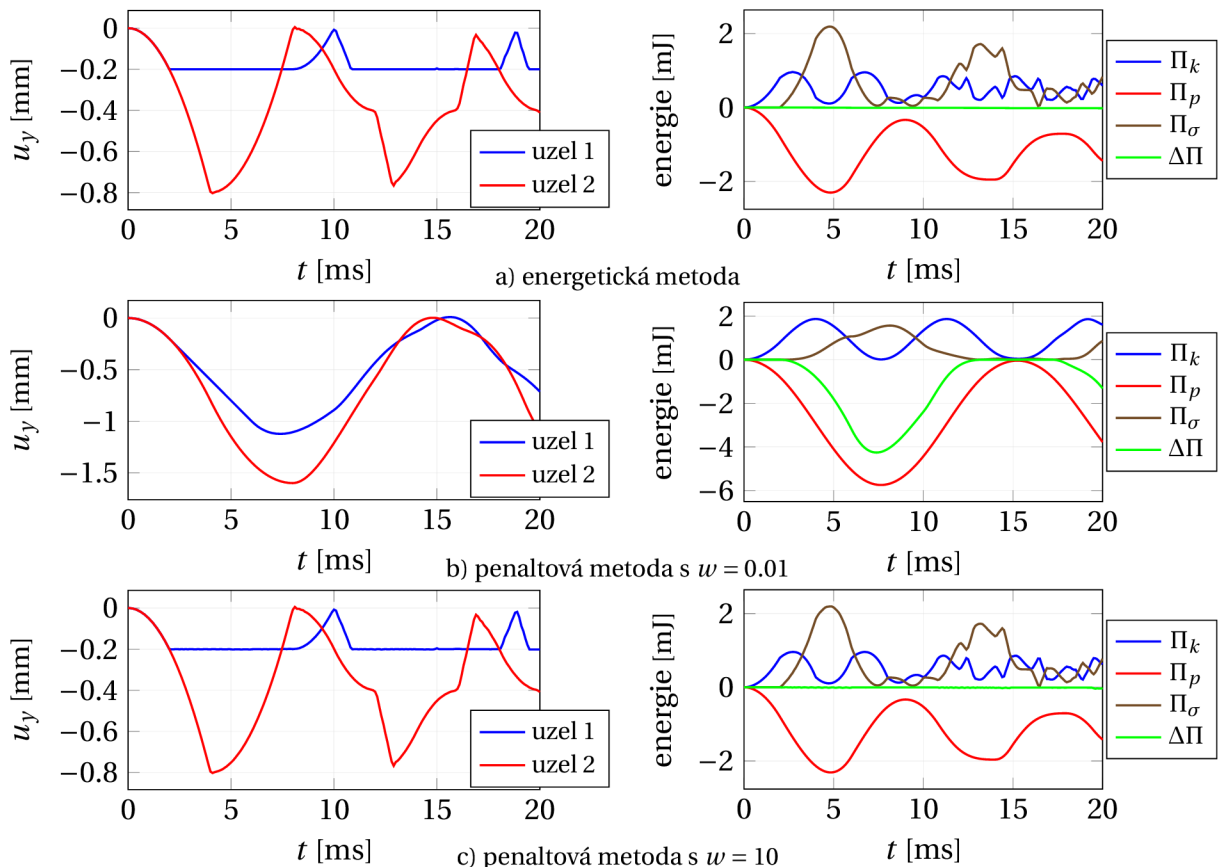 0
−0.2
−0.4
−0.6
−0.8
u_y [mm]
0 5 10 15 20
t [ms]
uzel 1
uzel 2
2
0
−2
energie [mJ]
0 5 10 15 20
t [ms]
Π_k
Π_p
Π_σ
ΔΠ
a) energetická metoda
0
−0.5
−1
−1.5
u_y [mm]
0 5 10 15 20
t [ms]
uzel 1
uzel 2
2
0
−2
−4
−6
energie [mJ]
0 5 10 15 20
t [ms]
Π_k
Π_p
Π_σ
ΔΠ
b) penaltová metoda s w = 0.01
0
−0.2
−0.4
−0.6
−0.8
u_y [mm]
0 5 10 15 20
t [ms]
uzel 1
uzel 2
2
0
−2
energie [mJ]
0 5 10 15 20
t [ms]
Π_k
Π_p
Π_σ
ΔΠ
c) penaltová metoda s w = 10